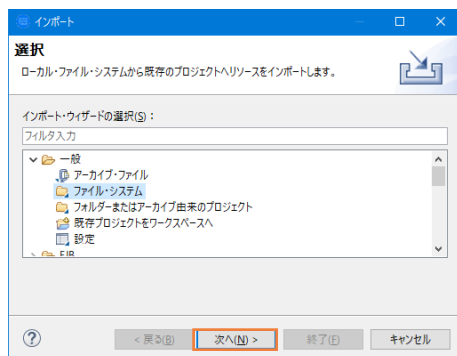 インポート
選択
ローカル・ファイル・システムから既存のプロジェクトへリソースをインポートします。
インポート・ウィザードの選択(S)：
フィルタ入力
一般
アーカイブ・ファイル
ファイル・システム
フォルダーまたはアーカイブ由来のプロジェクト
既存プロジェクトをワークスペースへ
設定
EJB
< 戻る(B)
次へ(N) >
終了(F)
キャンセル